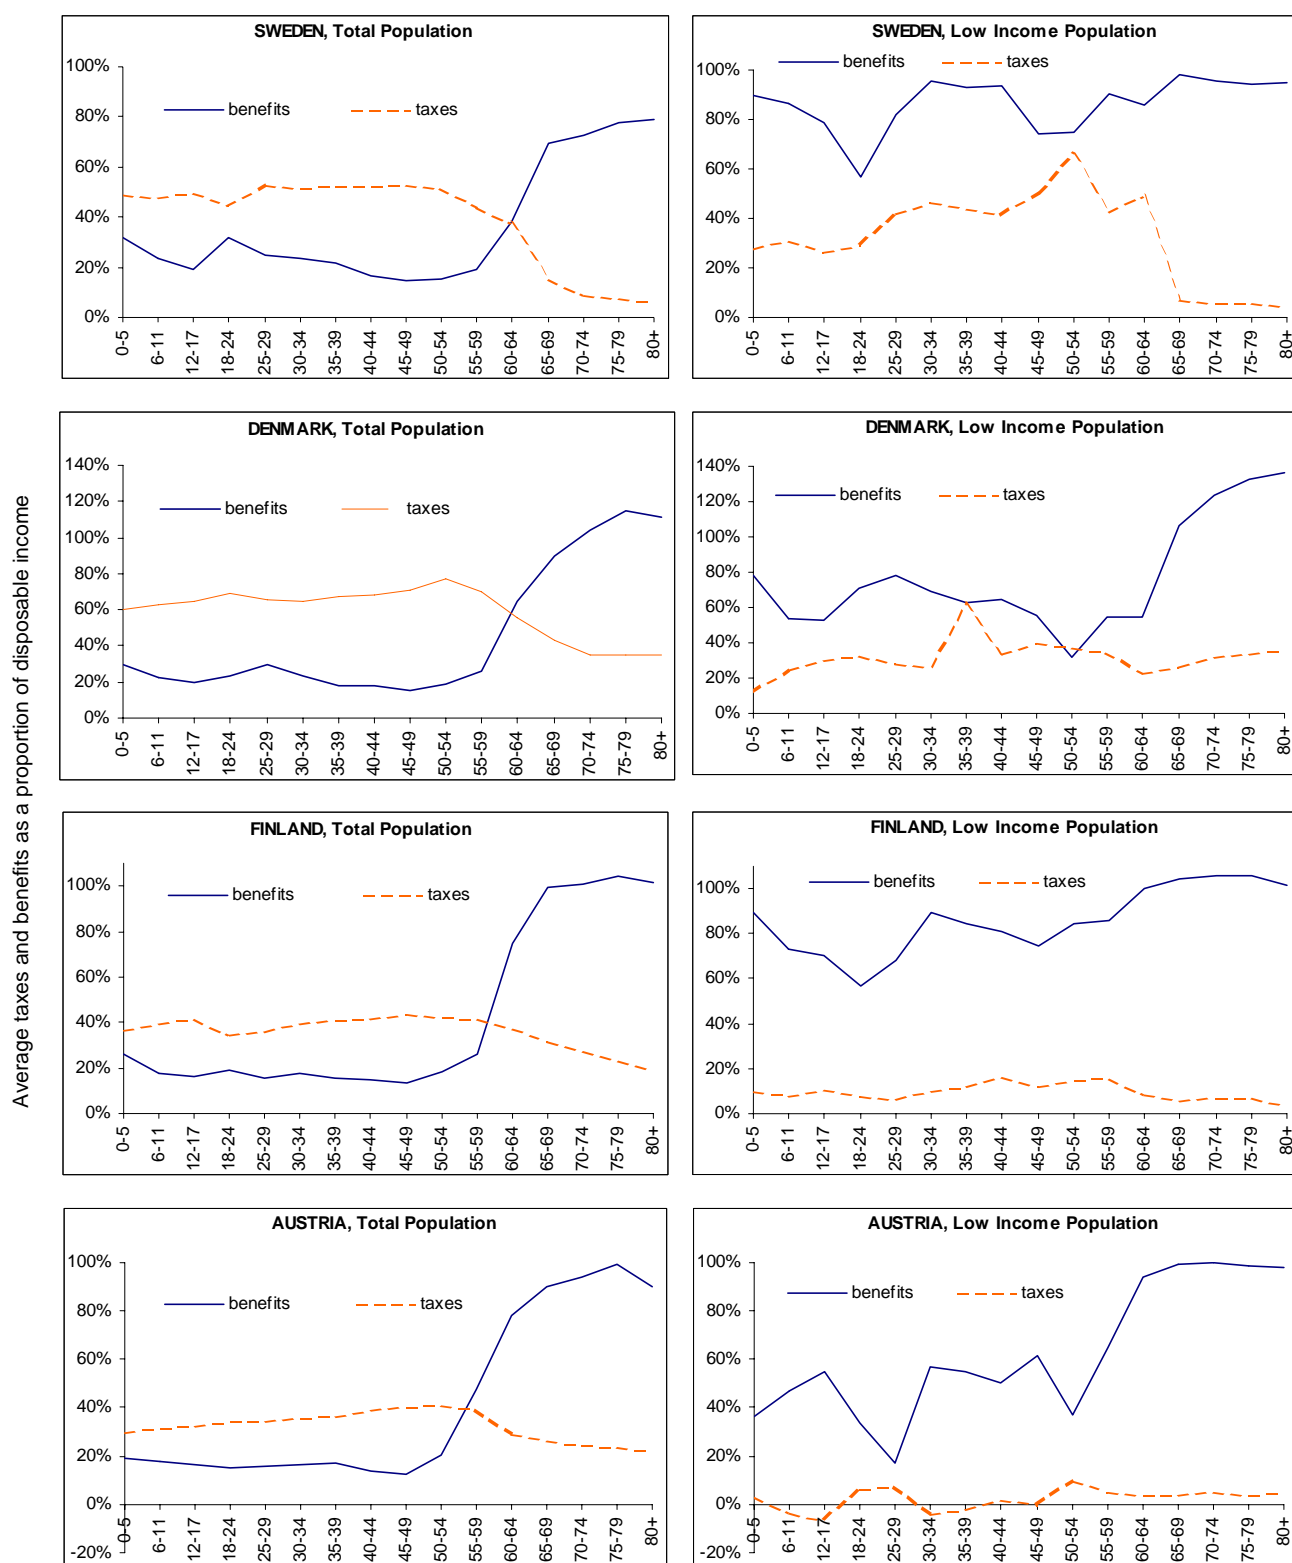 Average taxes and benefits as a proportion of disposable income
SWEDEN, Total Population
benefits taxes
100%
80%
60%
40%
20%
0%
0-5 6-11 12-17 18-24 25-29 30-34 35-39 40-44 45-49 50-54 55-59 60-64 65-69 70-74 75-79 80+
SWEDEN, Low Income Population
benefits taxes
100%
80%
60%
40%
20%
0%
0-5 6-11 12-17 18-24 25-29 30-34 35-39 40-44 45-49 50-54 55-59 60-64 65-69 70-74 75-79 80+
DENMARK, Total Population
140%
120%
benefits taxes
100%
80%
60%
40%
20%
0%
0-5 6-11 12-17 18-24 25-29 30-34 35-39 40-44 45-49 50-54 55-59 60-64 65-69 70-74 75-79 80+
DENMARK, Low Income Population
140%
benefits taxes
120%
100%
80%
60%
40%
20%
0%
0-5 6-11 12-17 18-24 25-29 30-34 35-39 40-44 45-49 50-54 55-59 60-64 65-69 70-74 75-79 80+
FINLAND, Total Population
benefits taxes
100%
80%
60%
40%
20%
0%
0-5 6-11 12-17 18-24 25-29 30-34 35-39 40-44 45-49 50-54 55-59 60-64 65-69 70-74 75-79 80+
FINLAND, Low Income Population
benefits taxes
100%
80%
60%
40%
20%
0%
0-5 6-11 12-17 18-24 25-29 30-34 35-39 40-44 45-49 50-54 55-59 60-64 65-69 70-74 75-79 80+
AUSTRIA, Total Population
100%
benefits taxes
80%
60%
40%
20%
0%
-20%
0-5 6-11 12-17 18-24 25-29 30-34 35-39 40-44 45-49 50-54 55-59 60-64 65-69 70-74 75-79 80+
AUSTRIA, Low Income Population
100%
benefits taxes
80%
60%
40%
20%
0%
-20%
0-5 6-11 12-17 18-24 25-29 30-34 35-39 40-44 45-49 50-54 55-59 60-64 65-69 70-74 75-79 80+